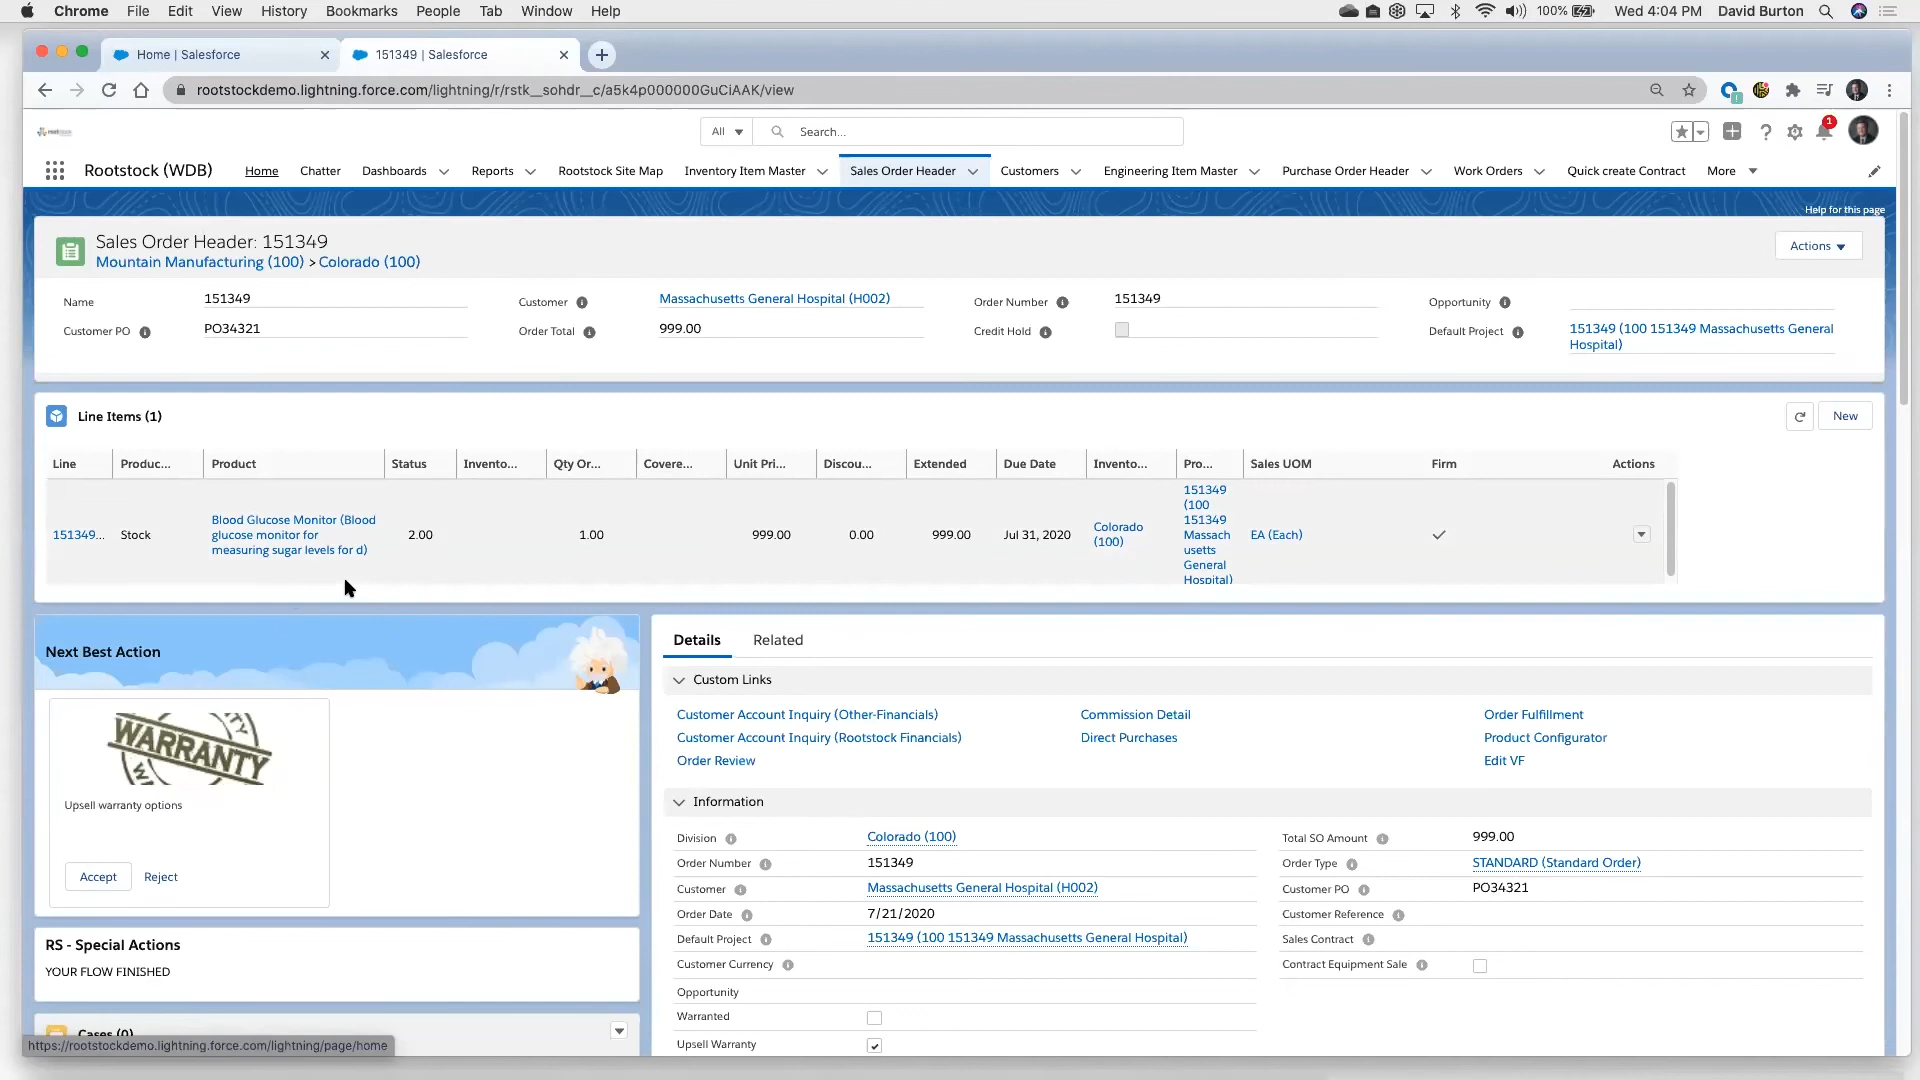 Chrome File Edit View History Bookmarks People Tab Window Help 100% Wed 4:04 PM David Burton
Home | Salesforce 151349 | Salesforce
rootstockdemo.lightning.force.com/lightning/r/rstk__sohdr__c/a5k4p000000GuCiAAK/view
All Search... 1
Rootstock (WDB) Home Chatter Dashboards Reports Rootstock Site Map Inventory Item Master Sales Order Header Customers Engineering Item Master Purchase Order Header Work Orders Quick create Contract More
Help for this page
Sales Order Header: 151349
Mountain Manufacturing (100) > Colorado (100)
Actions
Name 151349 Customer Massachusetts General Hospital (H002) Order Number 151349 Opportunity
Customer PO PO34321 Order Total 999.00 Credit Hold Default Project 151349 (100 151349 Massachusetts General
Hospital)
Line Items (1) New
Line Produc... Product Status Invento... Qty Or... Covere... Unit Pri... Discou... Extended Due Date Invento... Pro... Sales UOM Firm Actions
151349... Stock Blood Glucose Monitor (Blood
glucose monitor for
measuring sugar levels for d) 2.00 1.00 999.00 0.00 999.00 Jul 31, 2020 Colorado
(100) 151349
(100
151349
Massach
usetts
General
Hospital) EA (Each)
Next Best Action
WARRANTY
Upsell warranty options
Accept Reject
RS - Special Actions
YOUR FLOW FINISHED
Cases (0)
https://rootstockdemo.lightning.force.com/lightning/page/home
Details Related
Custom Links
Customer Account Inquiry (Other-Financials) Commission Detail Order Fulfillment
Customer Account Inquiry (Rootstock Financials) Direct Purchases Product Configurator
Order Review Edit VF
Information
Division Colorado (100) Total SO Amount 999.00
Order Number 151349 Order Type STANDARD (Standard Order)
Customer Massachusetts General Hospital (H002) Customer PO PO34321
Order Date 7/21/2020 Customer Reference
Default Project 151349 (100 151349 Massachusetts General Hospital) Sales Contract
Customer Currency Contract Equipment Sale
Opportunity
Warranted
Upsell Warranty